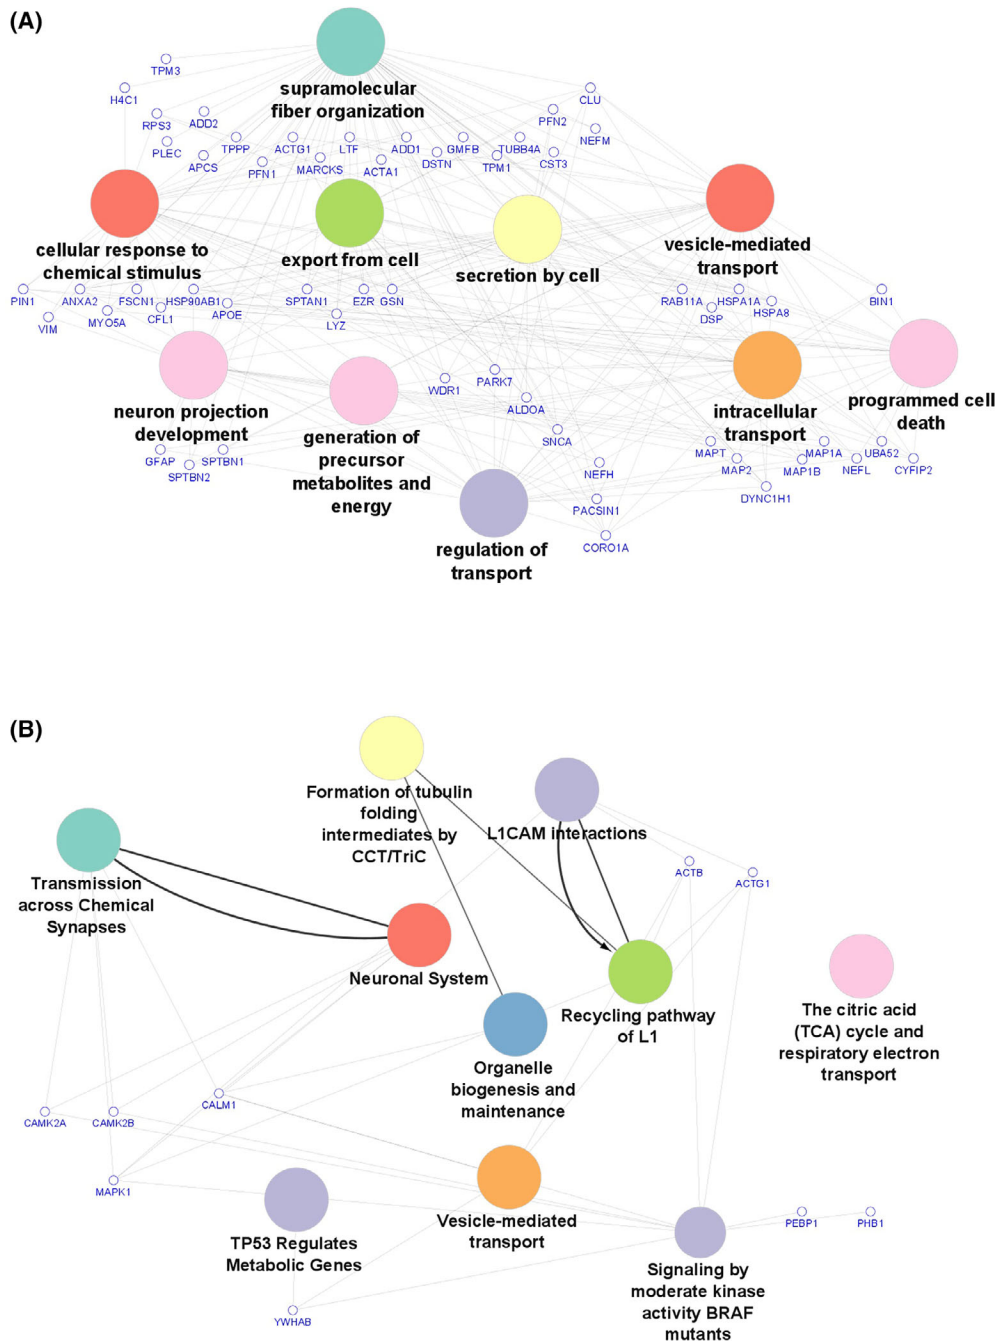 (A)
TPM3
H4C1
supramolecular
fiber organization
CLU
PFN2
RPS3
ADD2
NEFM
PLEC
TPPP
ACTG1
LTF
ADD1
GMFB
TUBB4A
APCS
PFN1
MARCKS
ACTA1
DSTN
TPM1
CST3
cellular response to
chemical stimulus
export from cell
secretion by cell
vesicle-mediated
transport
PIN1
ANXA2
FSCN1
HSP90AB1
SPTAN1
EZR
GSN
RAB11A
HSPA1A
BIN1
VIM
MYO5A
CFL1
APOE
LYZ
DSP
HSPA8
WDR1
PARK7
ALDOA
neuron projection
development
generation of
precursor
metabolites and
energy
intracellular
transport
programmed cell
death
SNCA
GFAP
SPTBN1
SPTBN2
NEFH
MAPT
MAP2
MAP1A
MAP1B
UBA52
NEFL
CYFIP2
DYNC1H1
PACSIN1
CORO1A
regulation of
transport
(B)
Formation of tubulin
folding
intermediates by
CCT/TriC
L1CAM interactions
Transmission
across Chemical
Synapses
ACTB
ACTG1
Neuronal System
Recycling pathway
of L1
The citric acid
(TCA) cycle and
respiratory electron
transport
Organelle
biogenesis and
maintenance
CALM1
CAMK2A
CAMK2B
MAPK1
TP53 Regulates
Metabolic Genes
Vesicle-mediated
transport
PEBP1
PHB1
Signaling by
moderate kinase
activity BRAF
mutants
YWHAB